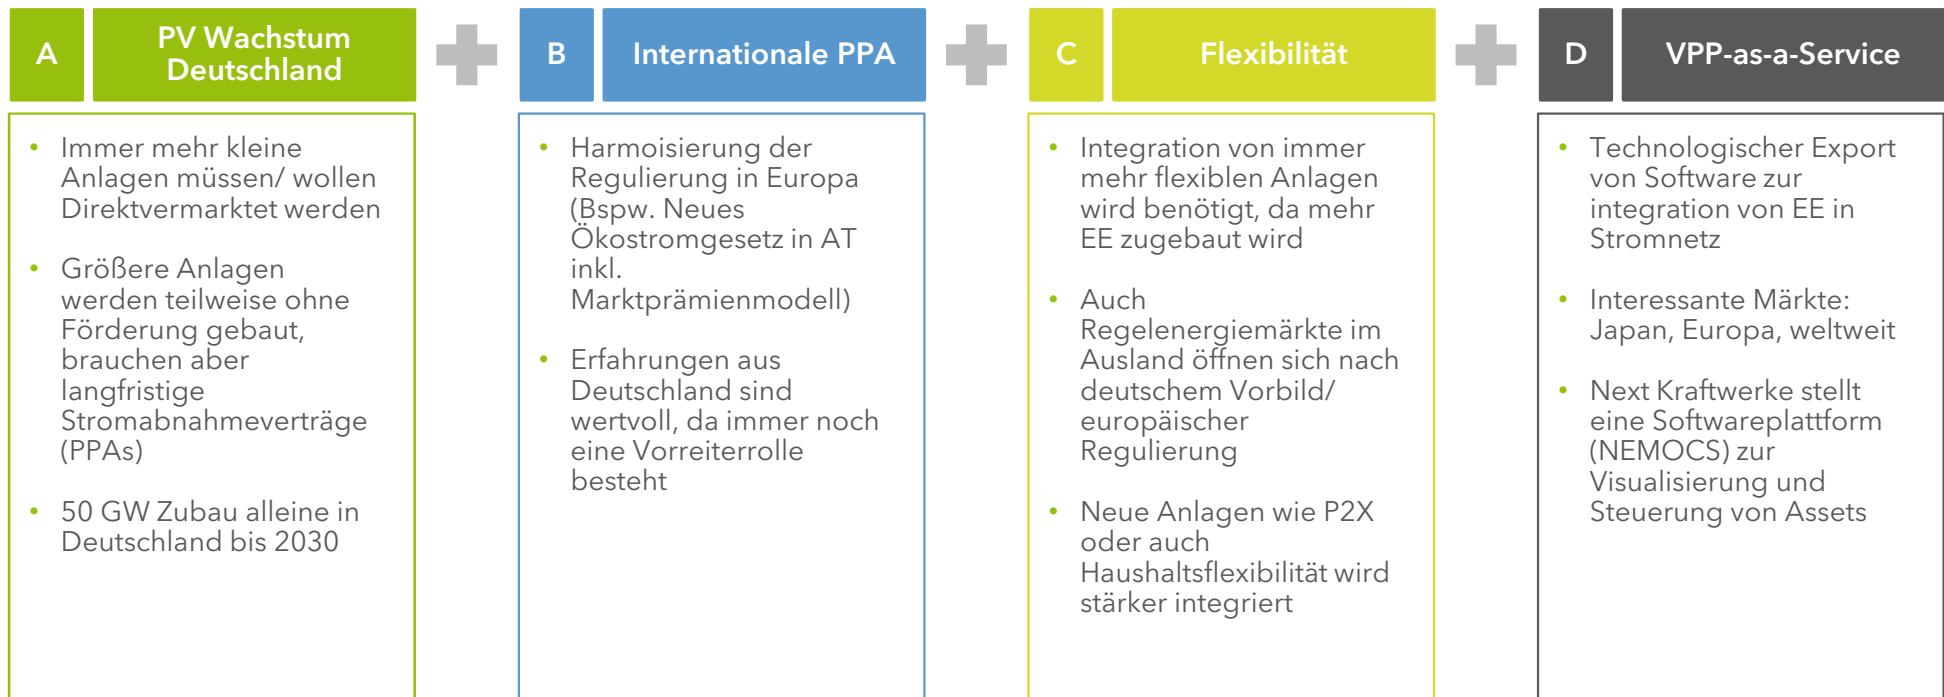 A
PV Wachstum
Deutschland
• Immer mehr kleine
Anlagen müssen/ wollen
Direktvermarktet werden
• Größere Anlagen
werden teilweise ohne
Förderung gebaut,
brauchen aber
langfristige
Stromabnahmeverträge
(PPAs)
• 50 GW Zubau alleine in
Deutschland bis 2030
B
Internationale PPA
• Harmoisierung der
Regulierung in Europa
(Bspw. Neues
Ökostromgesetz in AT
inkl.
Marktprämienmodell)
• Erfahrungen aus
Deutschland sind
wertvoll, da immer noch
eine Vorreiterrolle
besteht
C
Flexibilität
• Integration von immer
mehr flexiblen Anlagen
wird benötigt, da mehr
EE zugebaut wird
• Auch
Regelenergiemärkte im
Ausland öffnen sich nach
deutschem Vorbild/
europäischer
Regulierung
• Neue Anlagen wie P2X
oder auch
Haushaltsflexibilität wird
stärker integriert
D
VPP-as-a-Service
• Technologischer Export
von Software zur
integration von EE in
Stromnetz
• Interessante Märkte:
Japan, Europa, weltweit
• Next Kraftwerke stellt
eine Softwareplattform
(NEMOCS) zur
Visualisierung und
Steuerung von Assets